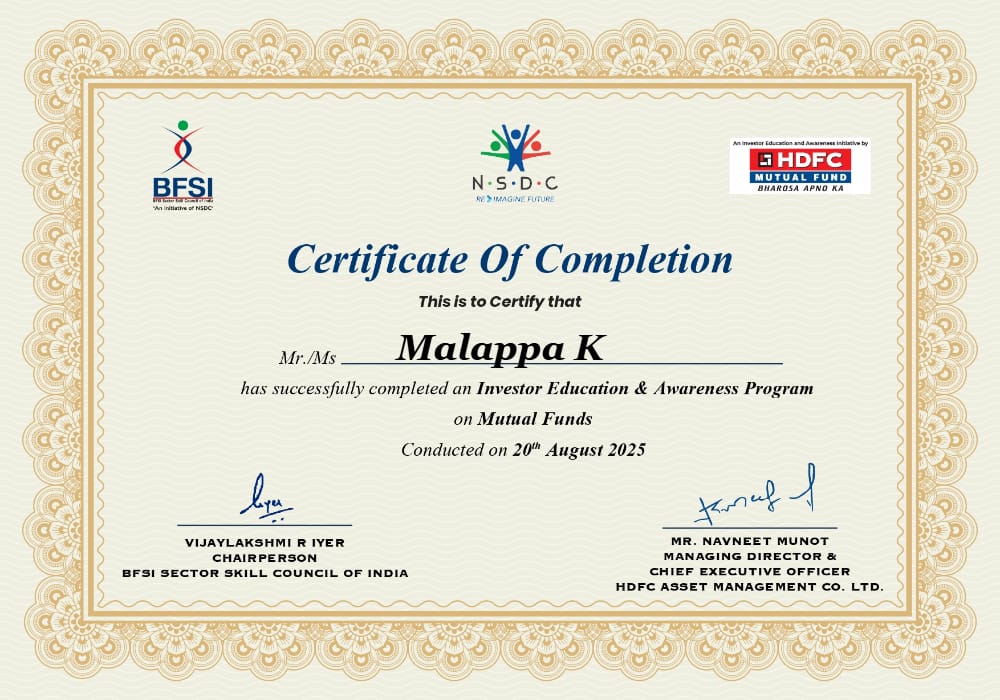 BFSI
BFSI Sector Skill Council of India
"An Initiative of NSDC"
N·S·D·C
RE IMAGINE FUTURE
An Investor Education and Awareness Initiative by
HDFC
MUTUAL FUND
BHAROSA APNO KA
Certificate Of Completion
This is to Certify that
Mr./Ms Malappa K
has successfully completed an Investor Education & Awareness Program
on Mutual Funds
Conducted on 20th August 2025
Iyer
VIJAYLAKSHMI R IYER
CHAIRPERSON
BFSI SECTOR SKILL COUNCIL OF INDIA
MR. NAVNEET MUNOT
MANAGING DIRECTOR &
CHIEF EXECUTIVE OFFICER
HDFC ASSET MANAGEMENT CO. LTD.